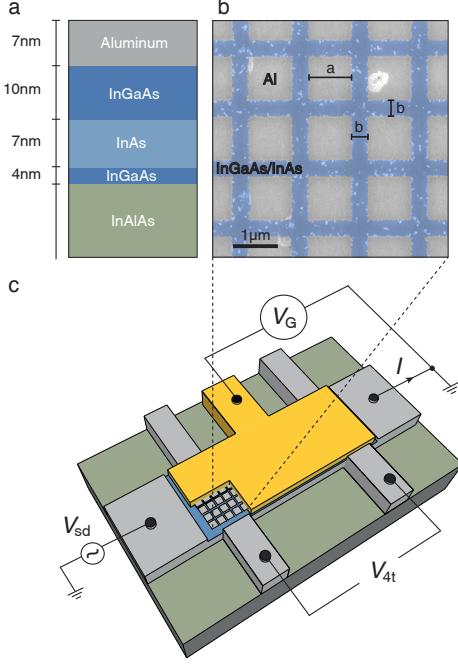 a
7nm
Aluminum
10nm
InGaAs
7nm
InAs
4nm
InGaAs
InAlAs
b
Al
a
b
b
InGaAs/InAs
1μm
c
V_G
I
V_sd
~
V_4t